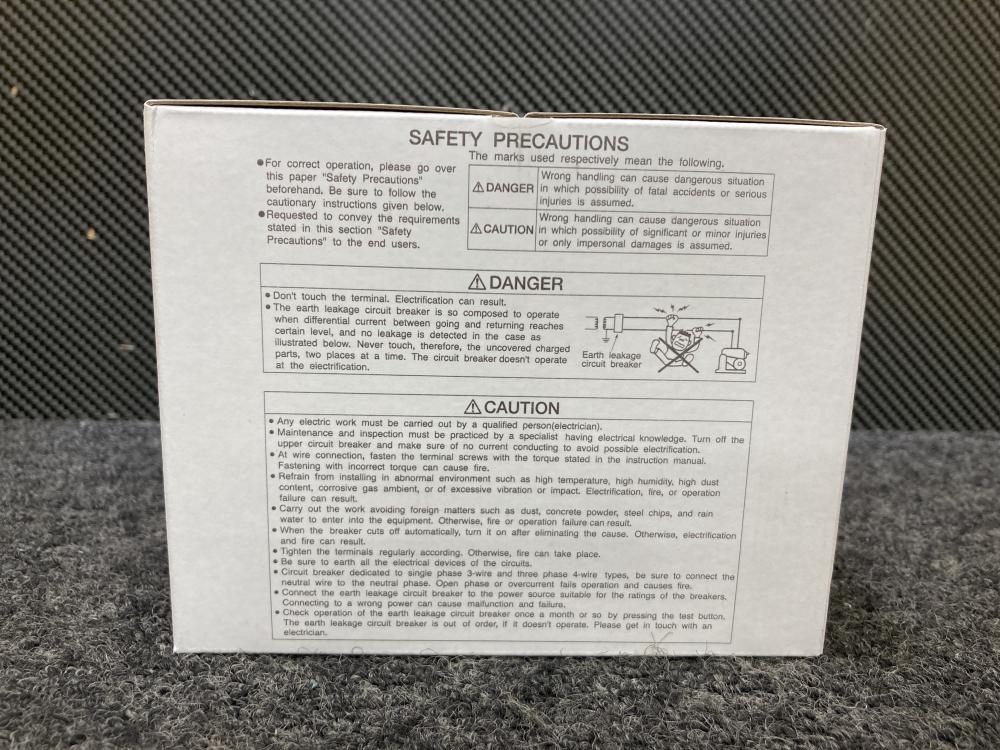 SAFETY PRECAUTIONS
●For correct operation, please go over
this paper "Safety Precautions"
beforehand. Be sure to follow the
cautionary instructions given below.
●Requested to convey the requirements
stated in this section "Safety
Precautions" to the end users.
The marks used respectively mean the following.
⚠DANGER
Wrong handling can cause dangerous situation
in which possibility of fatal accidents or serious
injuries is assumed.
⚠CAUTION
Wrong handling can cause dangerous situation
in which possibility of significant or minor injuries
or only impersonal damages is assumed.
⚠DANGER
● Don't touch the terminal. Electrification can result.
● The earth leakage circuit breaker is so composed to operate
when differential current between going and returning reaches
certain level, and no leakage is detected in the case as
illustrated below. Never touch, therefore, the uncovered charged
parts, two places at a time. The circuit breaker doesn't operate
at the electrification.
Earth leakage
circuit breaker
⚠CAUTION
● Any electric work must be carried out by a qualified person(electrician).
● Maintenance and inspection must be practiced by a specialist having electrical knowledge. Turn off the
upper circuit breaker and make sure of no current conducting to avoid possible electrification.
● At wire connection, fasten the terminal screws with the torque stated in the instruction manual.
Fastening with incorrect torque can cause fire.
● Refrain from installing in abnormal environment such as high temperature, high humidity, high dust
content, corrosive gas ambient, or of excessive vibration or impact. Electrification, fire, or operation
failure can result.
● Carry out the work avoiding foreign matters such as dust, concrete powder, steel chips, and rain
water to enter into the equipment. Otherwise, fire or operation failure can result.
● When the breaker cuts off automatically, turn it on after eliminating the cause. Otherwise, electrification
and fire can result.
● Tighten the terminals regularly according. Otherwise, fire can take place.
● Be sure to earth all the electrical devices of the circuits.
● Circuit breaker dedicated to single phase 3-wire and three phase 4-wire types, be sure to connect the
neutral wire to the neutral phase. Open phase or overcurrent fails operation and causes fire.
● Connect the earth leakage circuit breaker to the power source suitable for the ratings of the breakers.
Connecting to a wrong power can cause malfunction and failure.
● Check operation of the earth leakage circuit breaker once a month or so by pressing the test button.
The earth leakage circuit breaker is out of order, if it doesn't operate. Please get in touch with an
electrician.